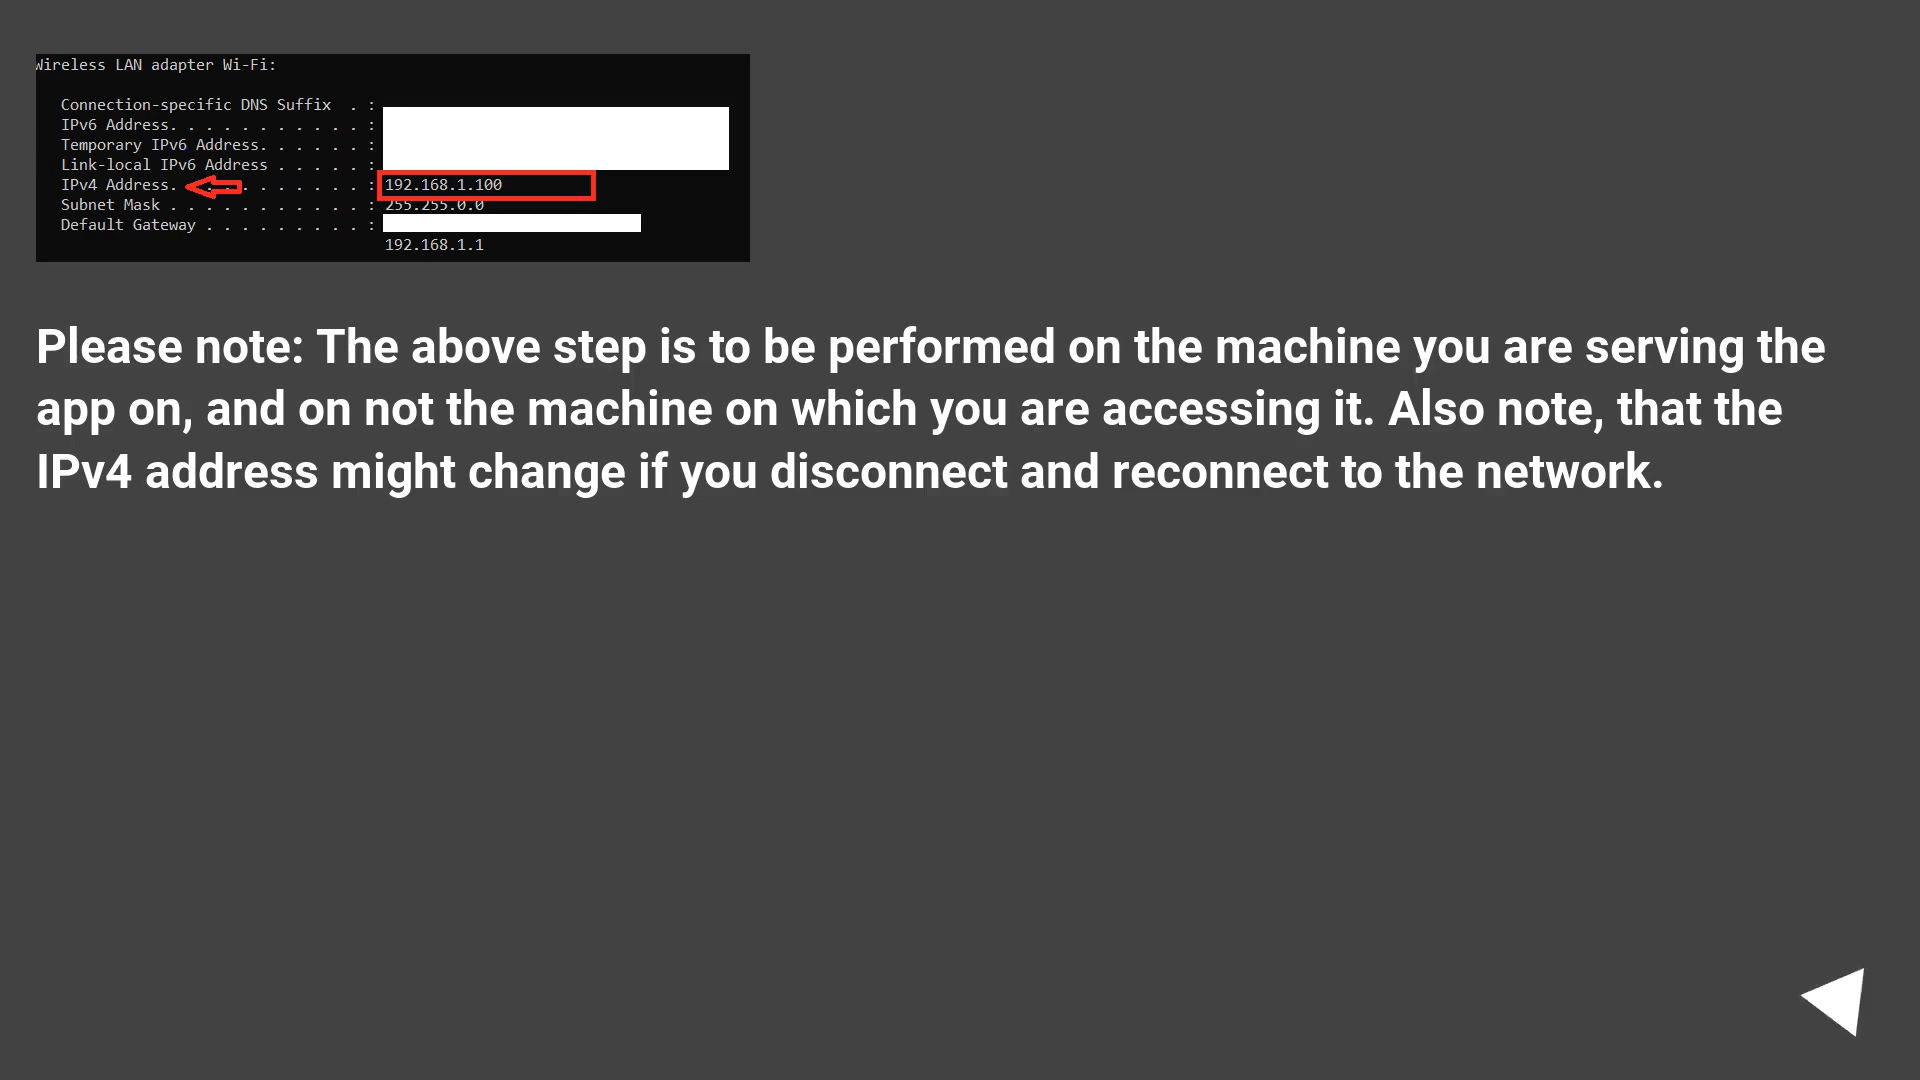 Wireless LAN adapter Wi-Fi:
Connection-specific DNS Suffix . :
IPv6 Address. . . . . . . . . . . :
Temporary IPv6 Address. . . . . . :
Link-local IPv6 Address . . . . . :
IPv4 Address. . . . . . . . . . . : 192.168.1.100
Subnet Mask . . . . . . . . . . . : 255.255.0.0
Default Gateway . . . . . . . . . :
192.168.1.1
Please note: The above step is to be performed on the machine you are serving the
app on, and on not the machine on which you are accessing it. Also note, that the
IPv4 address might change if you disconnect and reconnect to the network.